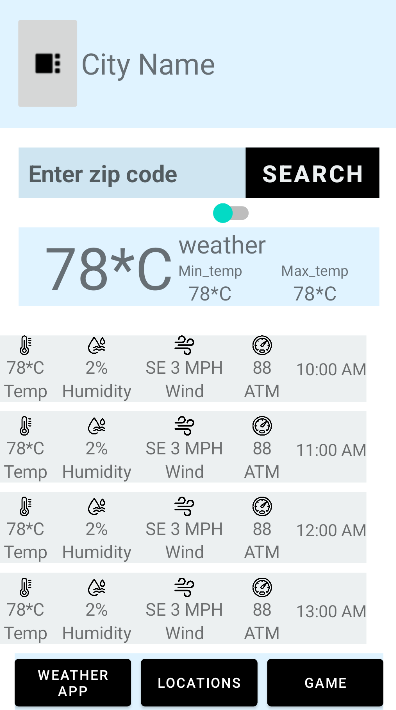 City Name
Enter zip code
SEARCH
78*C
weather
Min_temp
Max_temp
78*C
78*C
78*C 2% SE 3 MPH 88 10:00 AM
Temp Humidity Wind ATM
78*C 2% SE 3 MPH 88 11:00 AM
Temp Humidity Wind ATM
78*C 2% SE 3 MPH 88 12:00 AM
Temp Humidity Wind ATM
78*C 2% SE 3 MPH 88 13:00 AM
Temp Humidity Wind ATM
WEATHER
APP
LOCATIONS
GAME